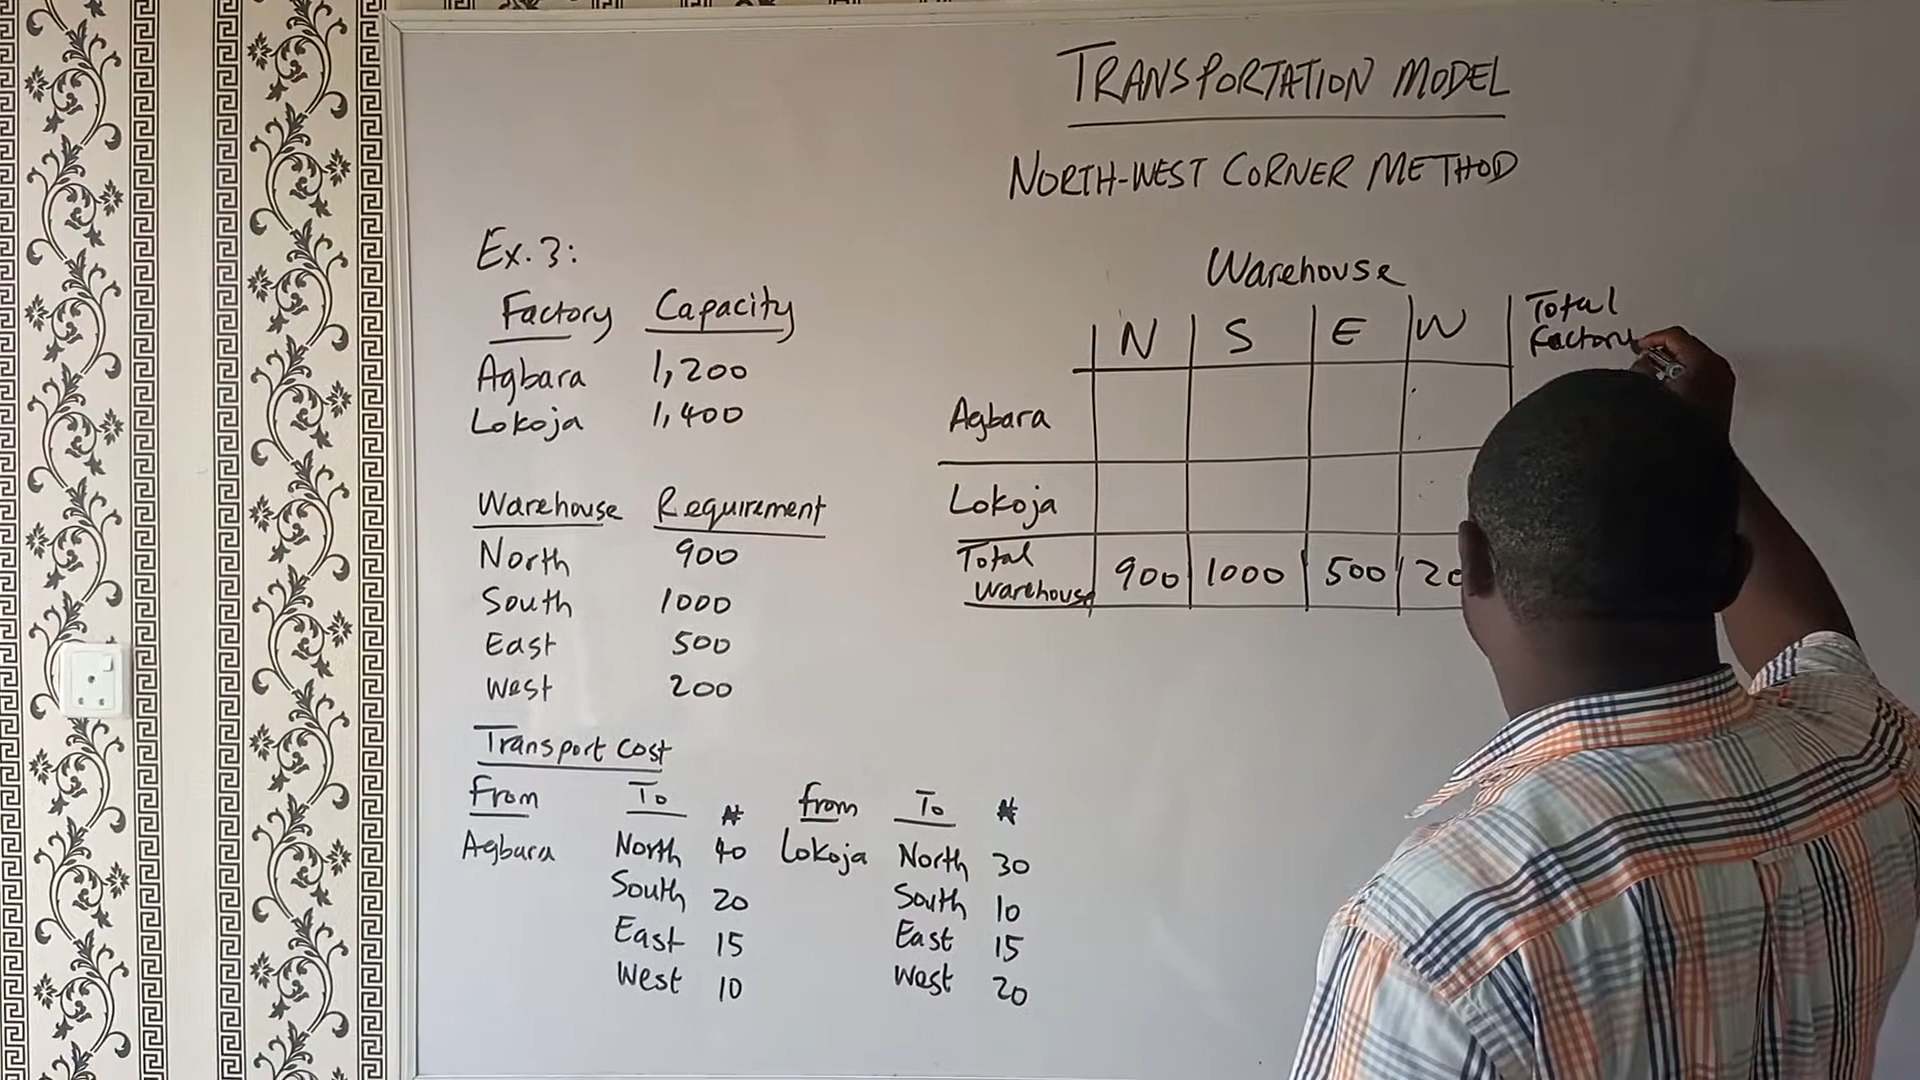 TRANSPORTATION MODEL
NORTH-WEST CORNER METHOD
Ex. 3:
Factory Capacity
Agbara 1,200
Lokoja 1,400
Warehouse Requirement
North 900
South 1000
East 500
West 200
Transport Cost
From To ₦
Agbara North 40
South 20
East 15
West 10
From To ₦
Lokoja North 30
South 10
East 15
West 20
Warehouse
N S E W Total
Factory
Agbara
Lokoja
Total
Warehouse 900 1000 500 20